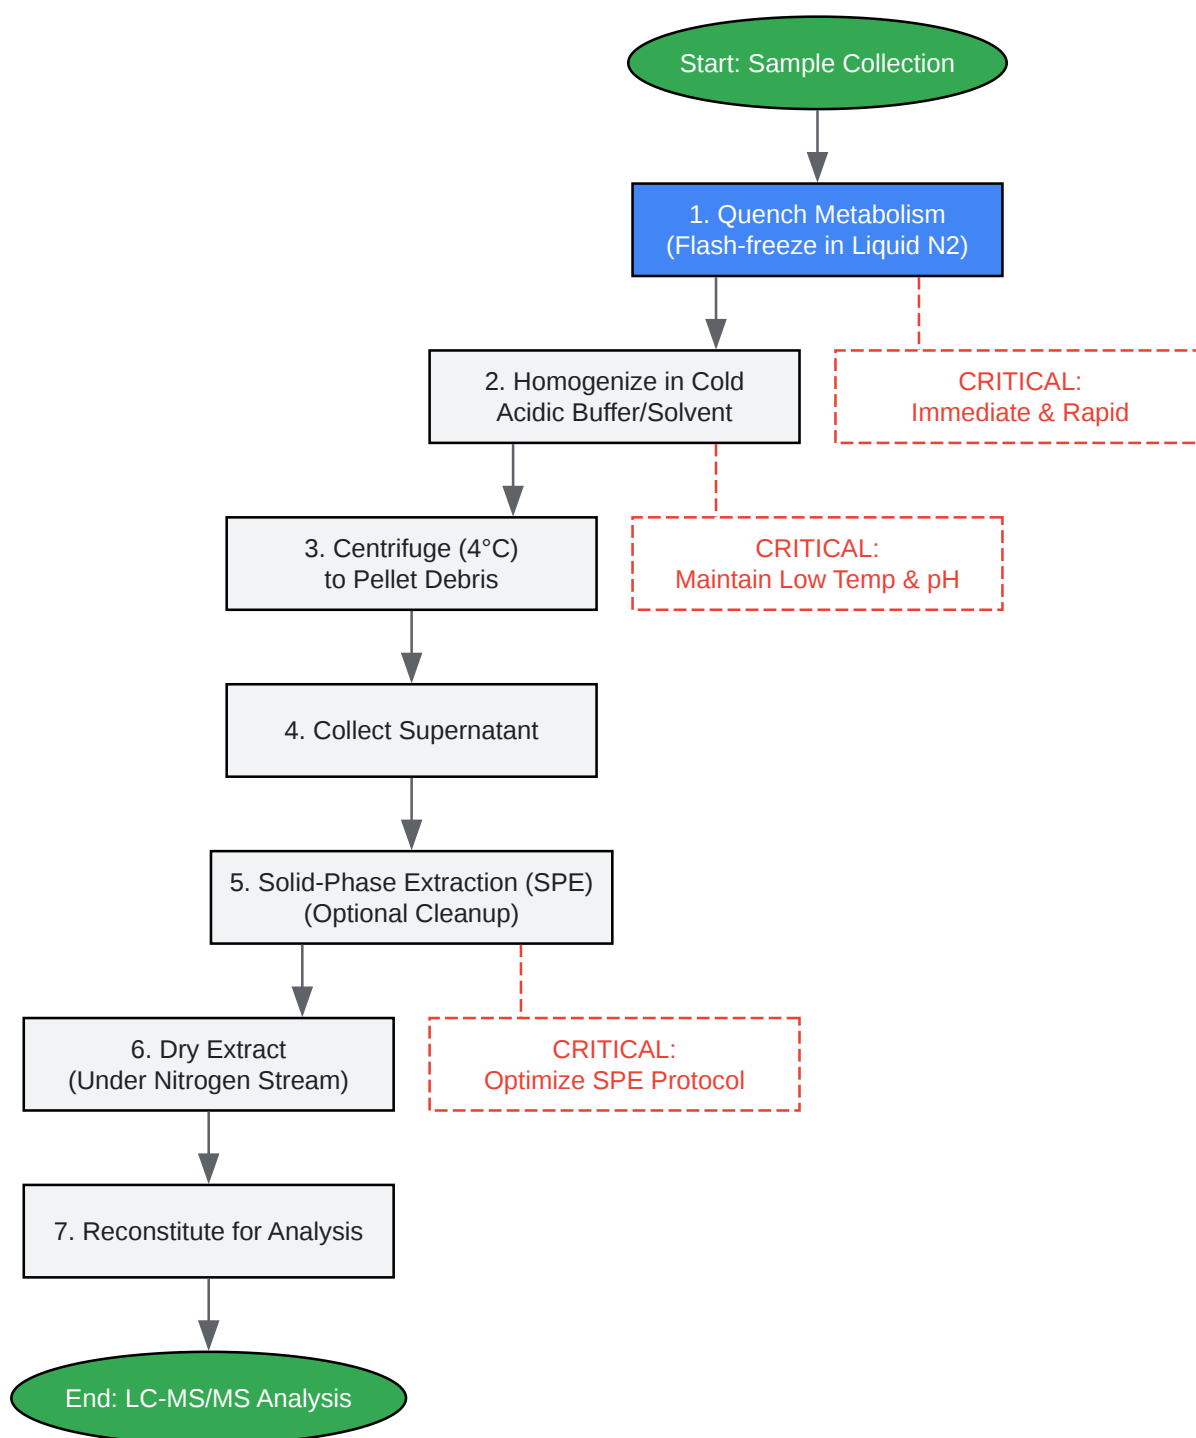 Start: Sample Collection
1. Quench Metabolism
(Flash-freeze in Liquid N2)
2. Homogenize in Cold
Acidic Buffer/Solvent
CRITICAL:
Immediate & Rapid
3. Centrifuge (4°C)
to Pellet Debris
CRITICAL:
Maintain Low Temp & pH
4. Collect Supernatant
5. Solid-Phase Extraction (SPE)
(Optional Cleanup)
6. Dry Extract
(Under Nitrogen Stream)
CRITICAL:
Optimize SPE Protocol
7. Reconstitute for Analysis
End: LC-MS/MS Analysis